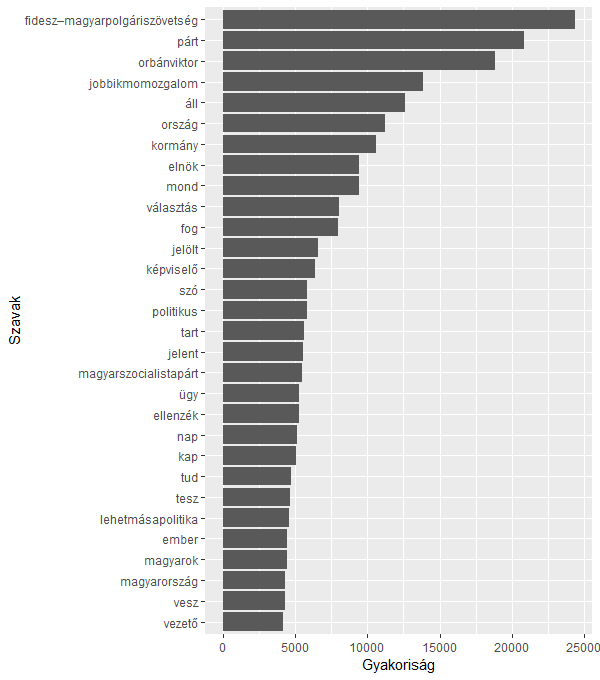 fidesz–magyarpolgáriszövetség
párt
orbánviktor
jobbikmomozgalom
áll
ország
kormány
elnök
mond
választás
fog
jelölt
képviselő
szó
politikus
tart
jelent
magyarszocialistapárt
ügy
ellenzék
nap
kap
tud
tesz
lehetmásapolitika
ember
magyarok
magyarország
vesz
vezető
Szavak
0 5000 10000 15000 20000 25000
Gyakoriság